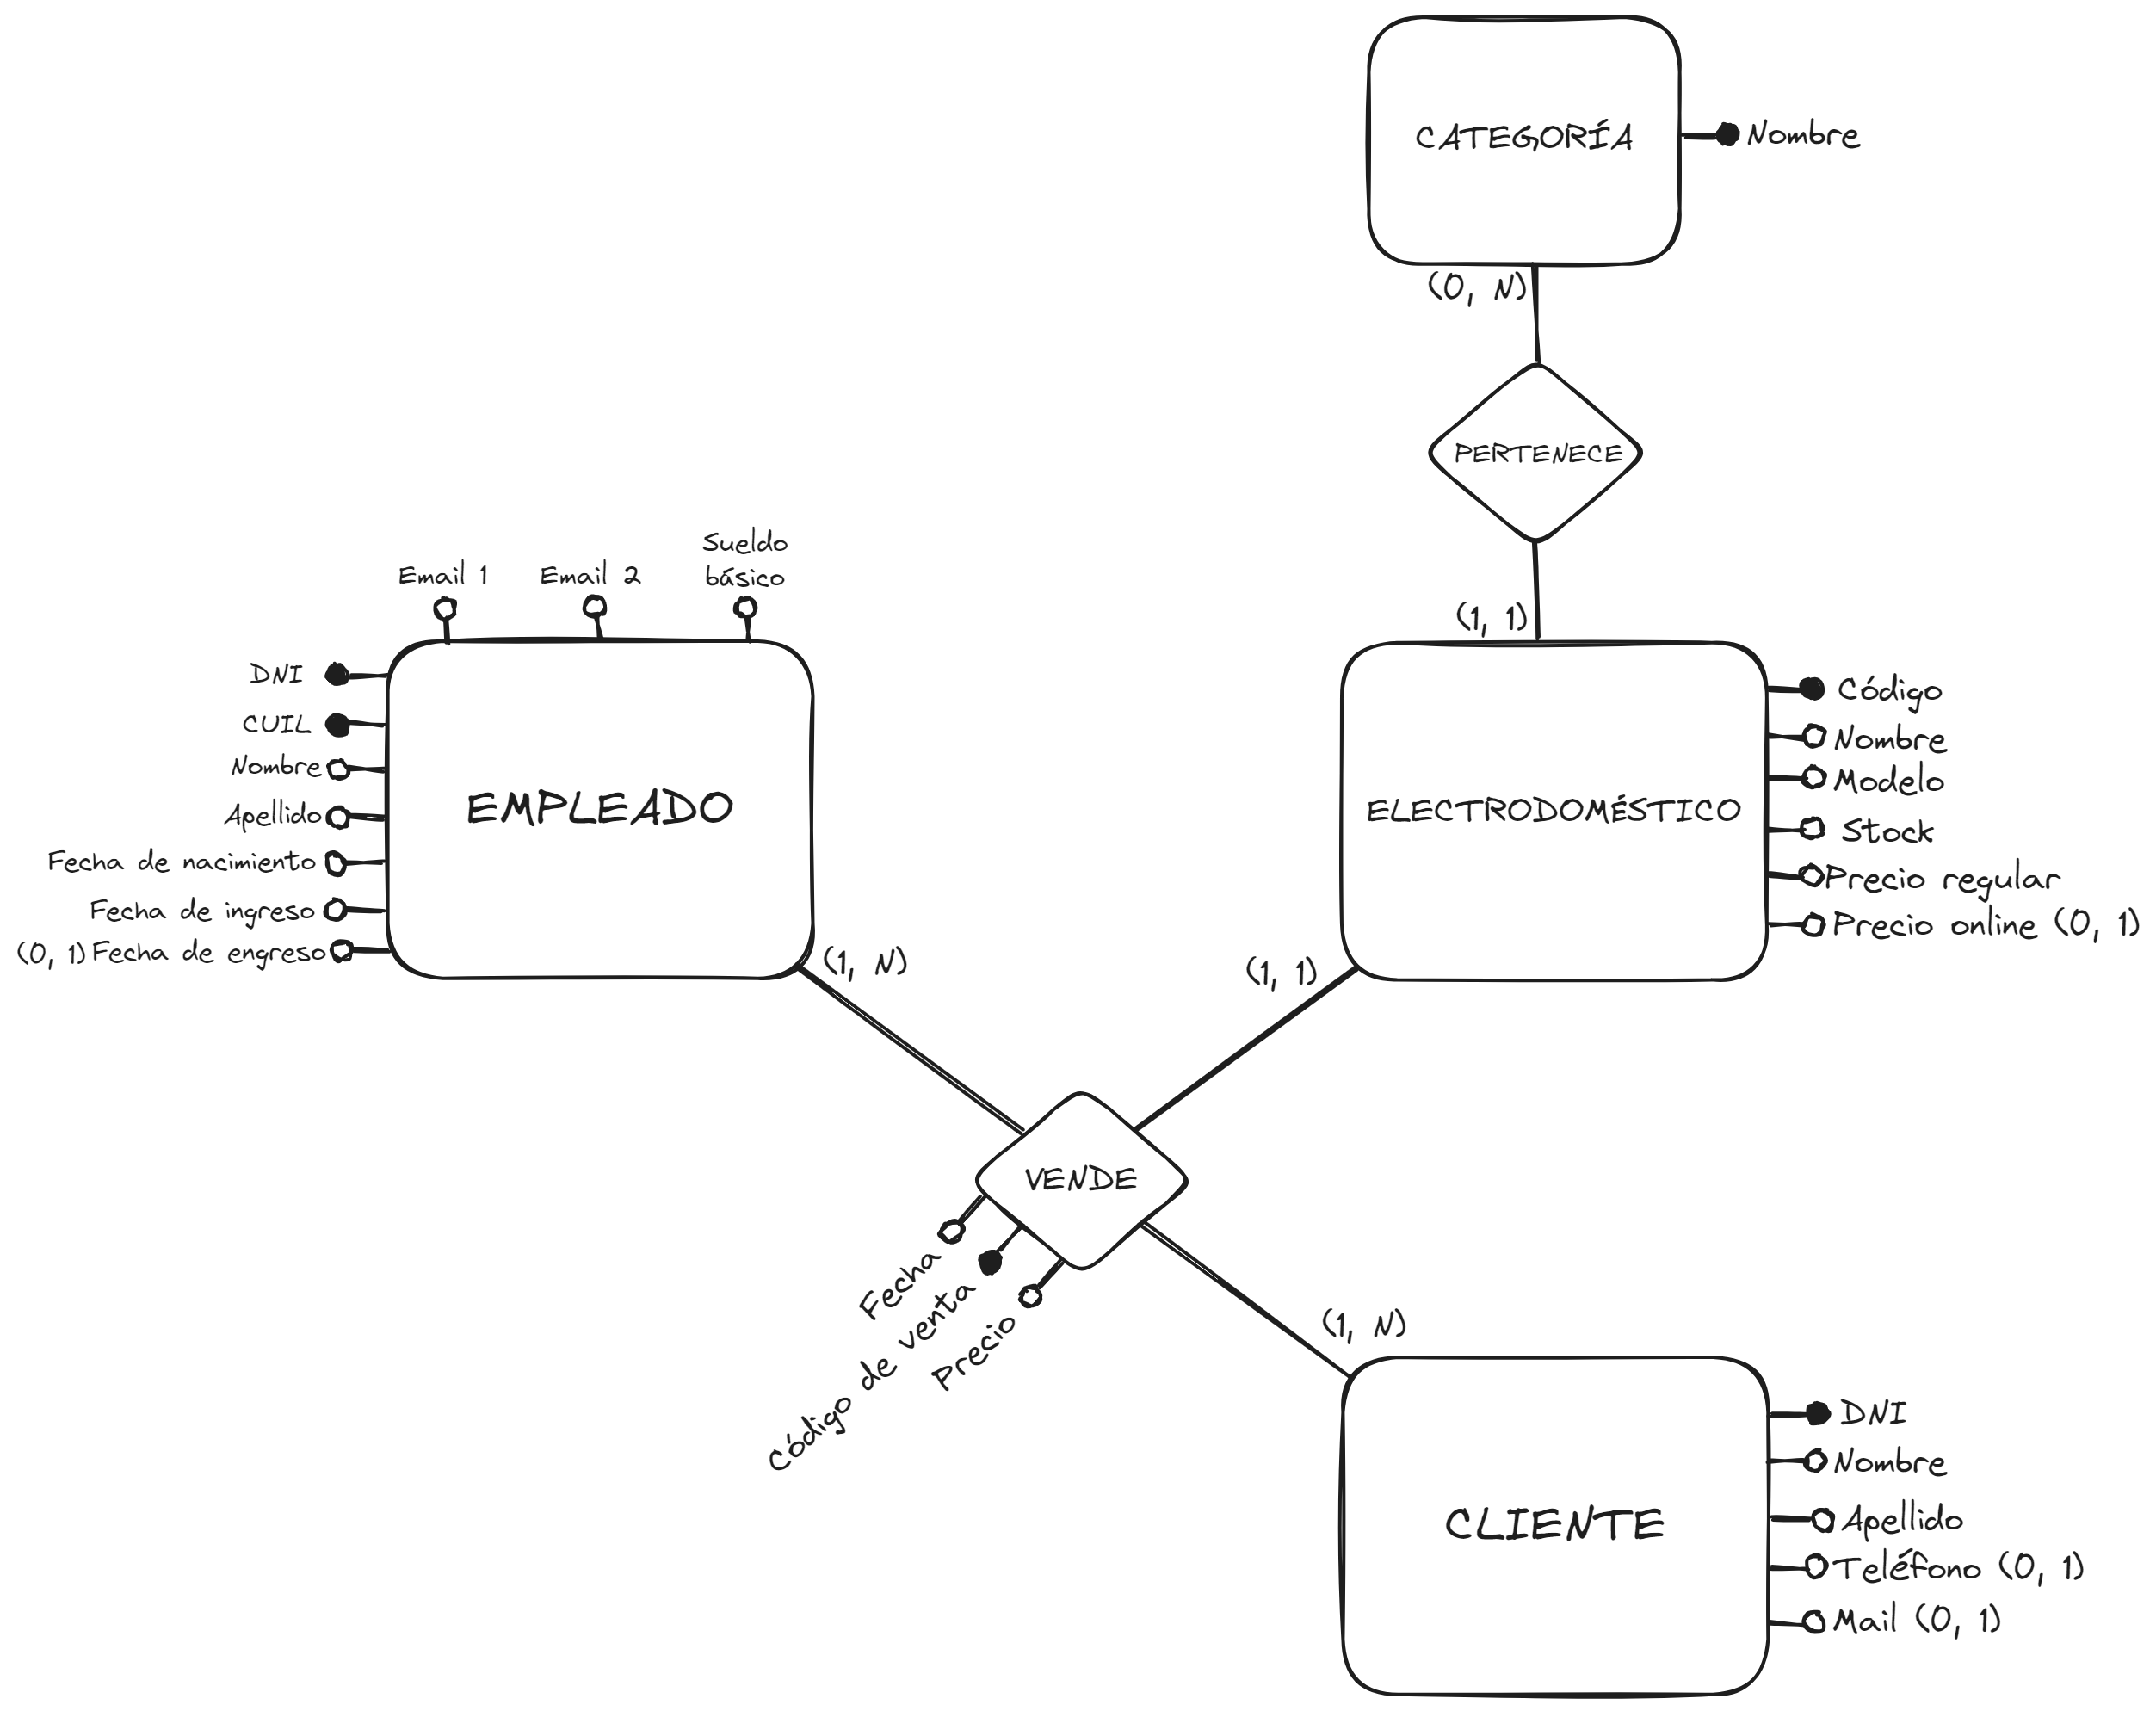 CATEGORÍA
Nombre
(0, N)
PERTENECE
(1, 1)
Sueldo
básico
Email 1
Email 2
DNI
CUIL
Nombre
Apellido
Fecha de nacimiento
Fecha de ingreso
(0, 1) Fecha de engreso
EMPLEADO
(1, N)
ELECTRODOMÉSTICO
Código
Nombre
Modelo
Stock
Precio regular
Precio online (0, 1)
(1, 1)
VENDE
Fecha
Código de venta
Precio
(1, N)
CLIENTE
DNI
Nombre
Apellido
Teléfono (0, 1)
Mail (0, 1)